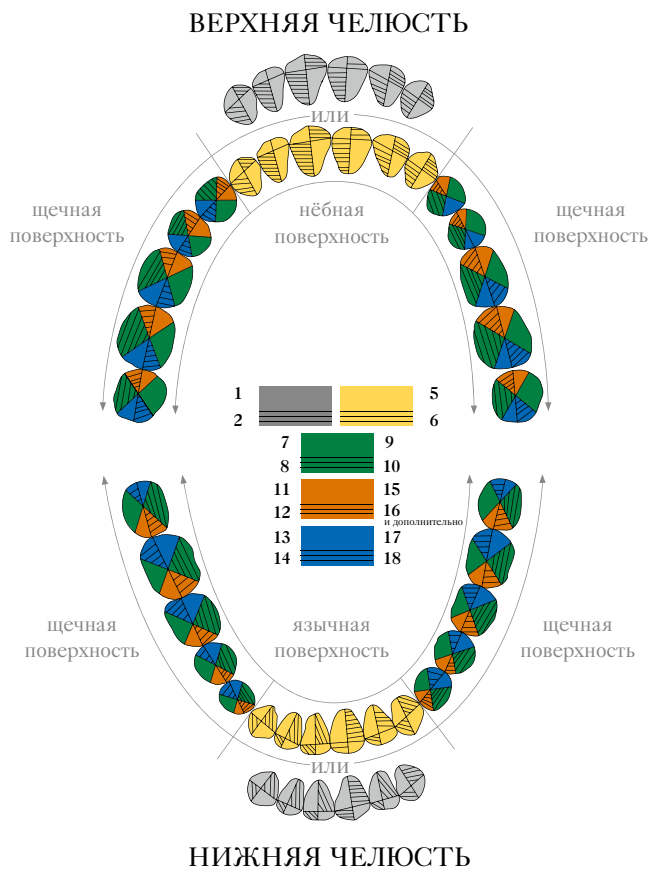 ВЕРХНЯЯ ЧЕЛЮСТЬ
ИЛИ
щечная
поверхность
нёбная
поверхность
щечная
поверхность
1
5
2
6
7
9
8
10
11
15
12
16
и дополнительно
13
17
14
18
щечная
поверхность
язычная
поверхность
щечная
поверхность
ИЛИ
НИЖНЯЯ ЧЕЛЮСТЬ